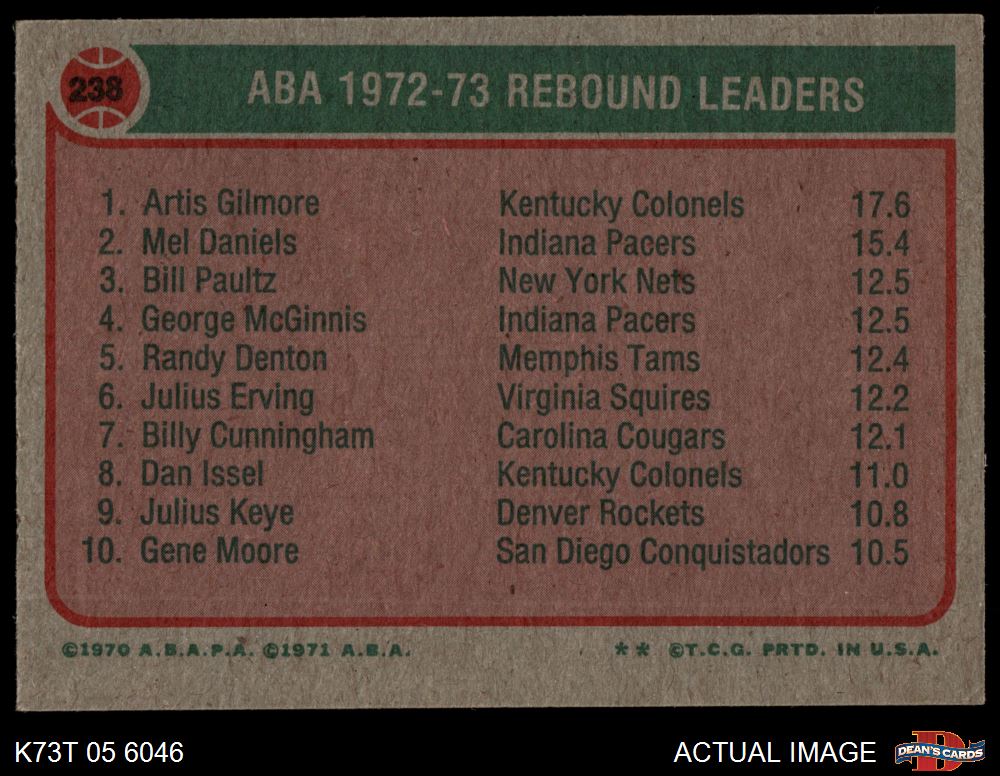 238
ABA 1972-73 REBOUND LEADERS
1. Artis Gilmore Kentucky Colonels 17.6
2. Mel Daniels Indiana Pacers 15.4
3. Bill Paultz New York Nets 12.5
4. George McGinnis Indiana Pacers 12.5
5. Randy Denton Memphis Tams 12.4
6. Julius Erving Virginia Squires 12.2
7. Billy Cunningham Carolina Cougars 12.1
8. Dan Issel Kentucky Colonels 11.0
9. Julius Keye Denver Rockets 10.8
10. Gene Moore San Diego Conquistadors 10.5
©1970 A.B.A.P.A. ©1971 A.B.A. ** ©T.C.G. PRTD. IN U.S.A.
K73T 05 6046 ACTUAL IMAGE D DEAN'S CARDS